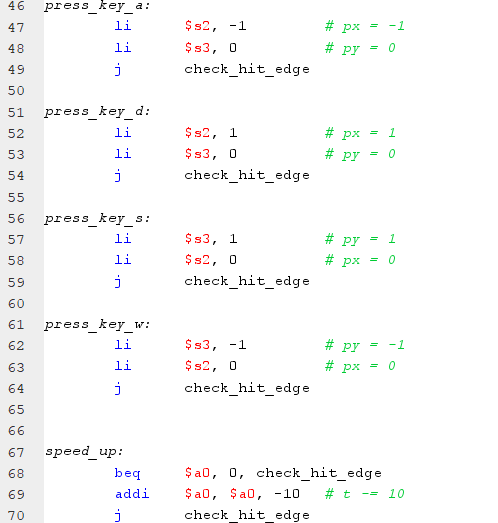 46 press_key_a:
47 li $s2, -1 # px = -1
48 li $s3, 0 # py = 0
49 j check_hit_edge
50
51 press_key_d:
52 li $s2, 1 # px = 1
53 li $s3, 0 # py = 0
54 j check_hit_edge
55
56 press_key_s:
57 li $s3, 1 # py = 1
58 li $s2, 0 # px = 0
59 j check_hit_edge
60
61 press_key_w:
62 li $s3, -1 # py = -1
63 li $s2, 0 # px = 0
64 j check_hit_edge
65
66
67 speed_up:
68 beq $a0, 0, check_hit_edge
69 addi $a0, $a0, -10 # t -= 10
70 j check_hit_edge